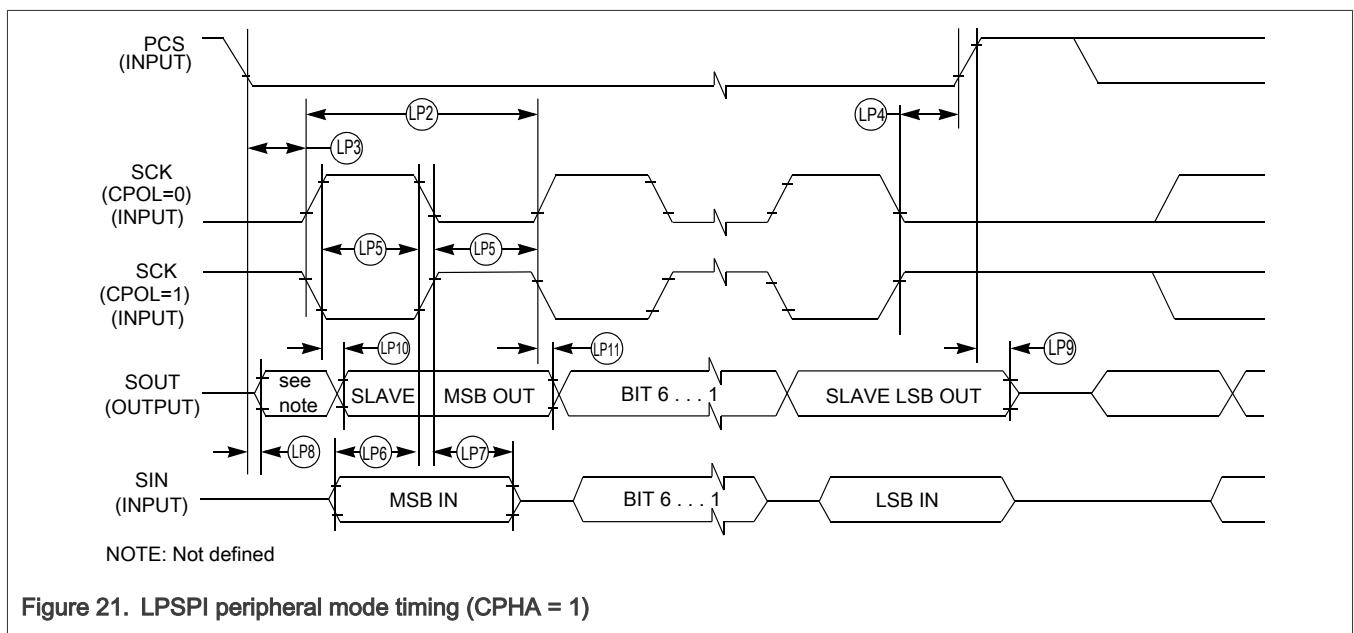 PCS
(INPUT)
LP2
LP4
LP3
SCK
(CPOL=0)
(INPUT)
LP5
LP5
SCK
(CPOL=1)
(INPUT)
LP10
LP11
LP9
SOUT
(OUTPUT)
see
note
SLAVE
MSB OUT
BIT 6 . . . 1
SLAVE LSB OUT
LP8
LP6
LP7
SIN
(INPUT)
MSB IN
BIT 6 . . . 1
LSB IN
NOTE: Not defined
Figure 21. LPSPI peripheral mode timing (CPHA = 1)